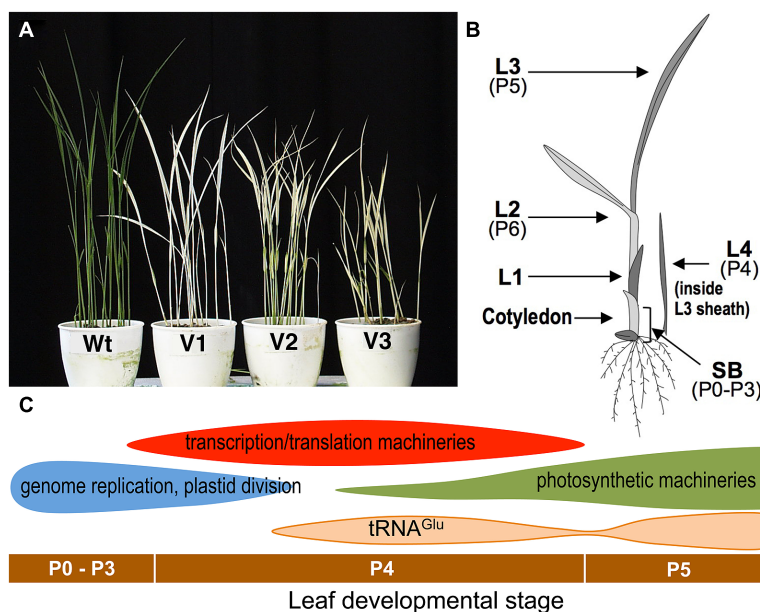 A
Wt
V1
V2
V3
B
L3
(P5)
L2
(P6)
L1
Cotyledon
L4
(P4)
(inside
L3 sheath)
SB
(P0-P3)
C
transcription/translation machineries
genome replication, plastid division
photosynthetic machineries
tRNAGlu
P0 - P3
P4
P5
Leaf developmental stage